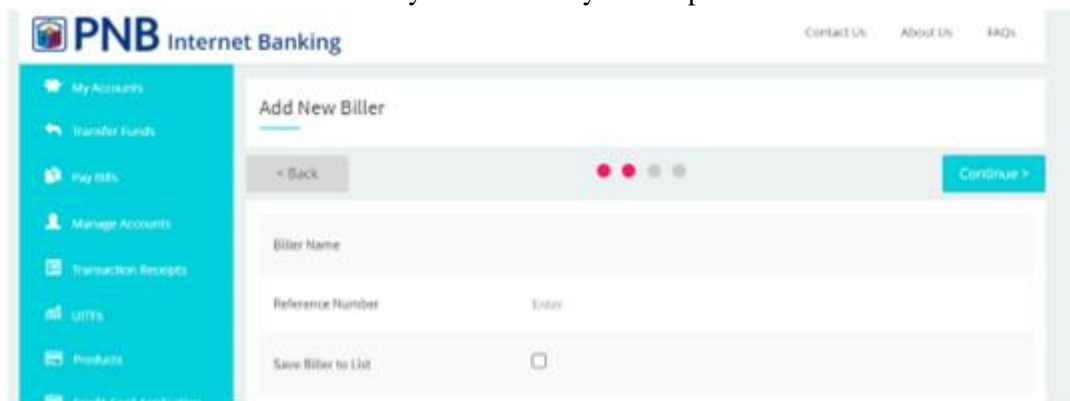 PNB Internet Banking
Contact Us About Us FAQs
My Accounts
Transfer Funds
Pay Bills
Manage Accounts
Transaction Receipts
UITFs
Products
Add New Biller
< Back
Continue >
Biller Name
Reference Number Enter
Save Biller to List